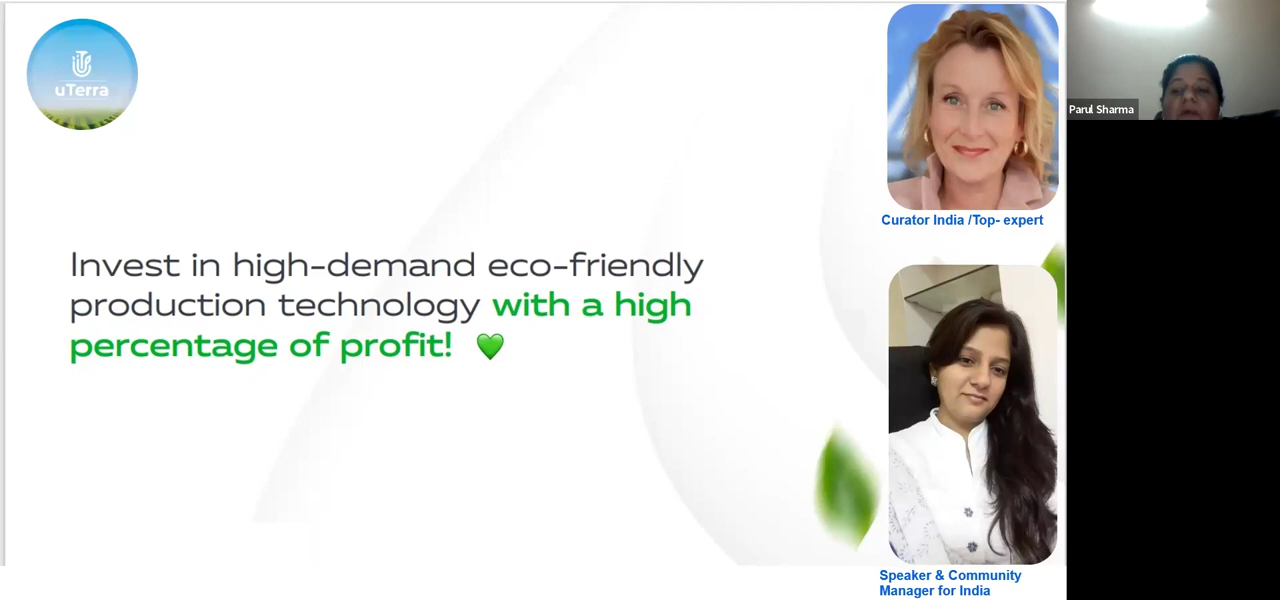 uTerra
Invest in high-demand eco-friendly
production technology with a high
percentage of profit!
Curator India /Top- expert
Speaker & Community
Manager for India
Parul Sharma